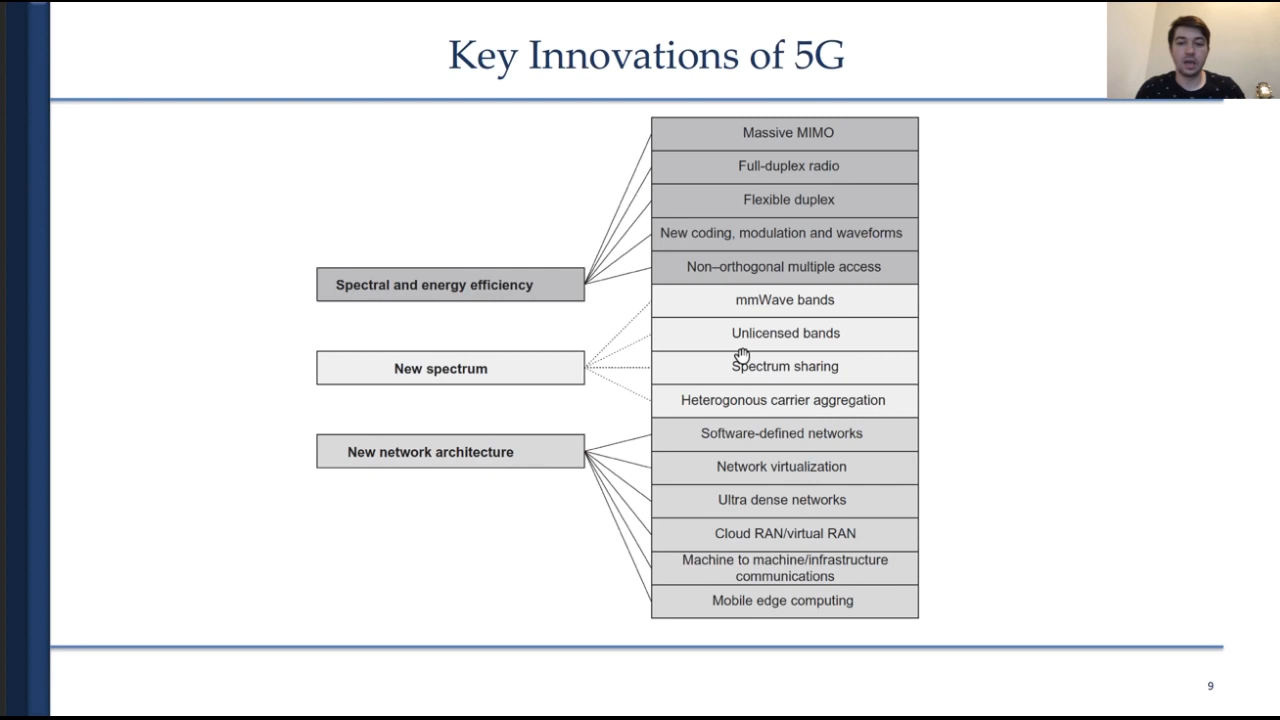 Key Innovations of 5G
Massive MIMO
Full-duplex radio
Flexible duplex
New coding, modulation and waveforms
Non–orthogonal multiple access
Spectral and energy efficiency
mmWave bands
Unlicensed bands
New spectrum
Spectrum sharing
Heterogonous carrier aggregation
Software-defined networks
New network architecture
Network virtualization
Ultra dense networks
Cloud RAN/virtual RAN
Machine to machine/infrastructure
communications
Mobile edge computing
9